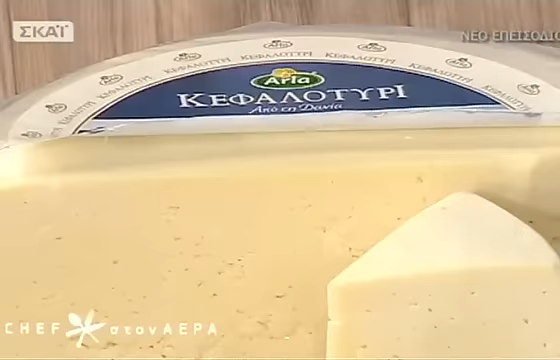 ΣΚΑΪ
ΝΕΟ ΕΠΕΙΣΟΔΙΟ
Arla
ΚΕΦΑΛΟΤΥΡΙ
Από τη Δανία
CHEF στον ΑΕΡΑ